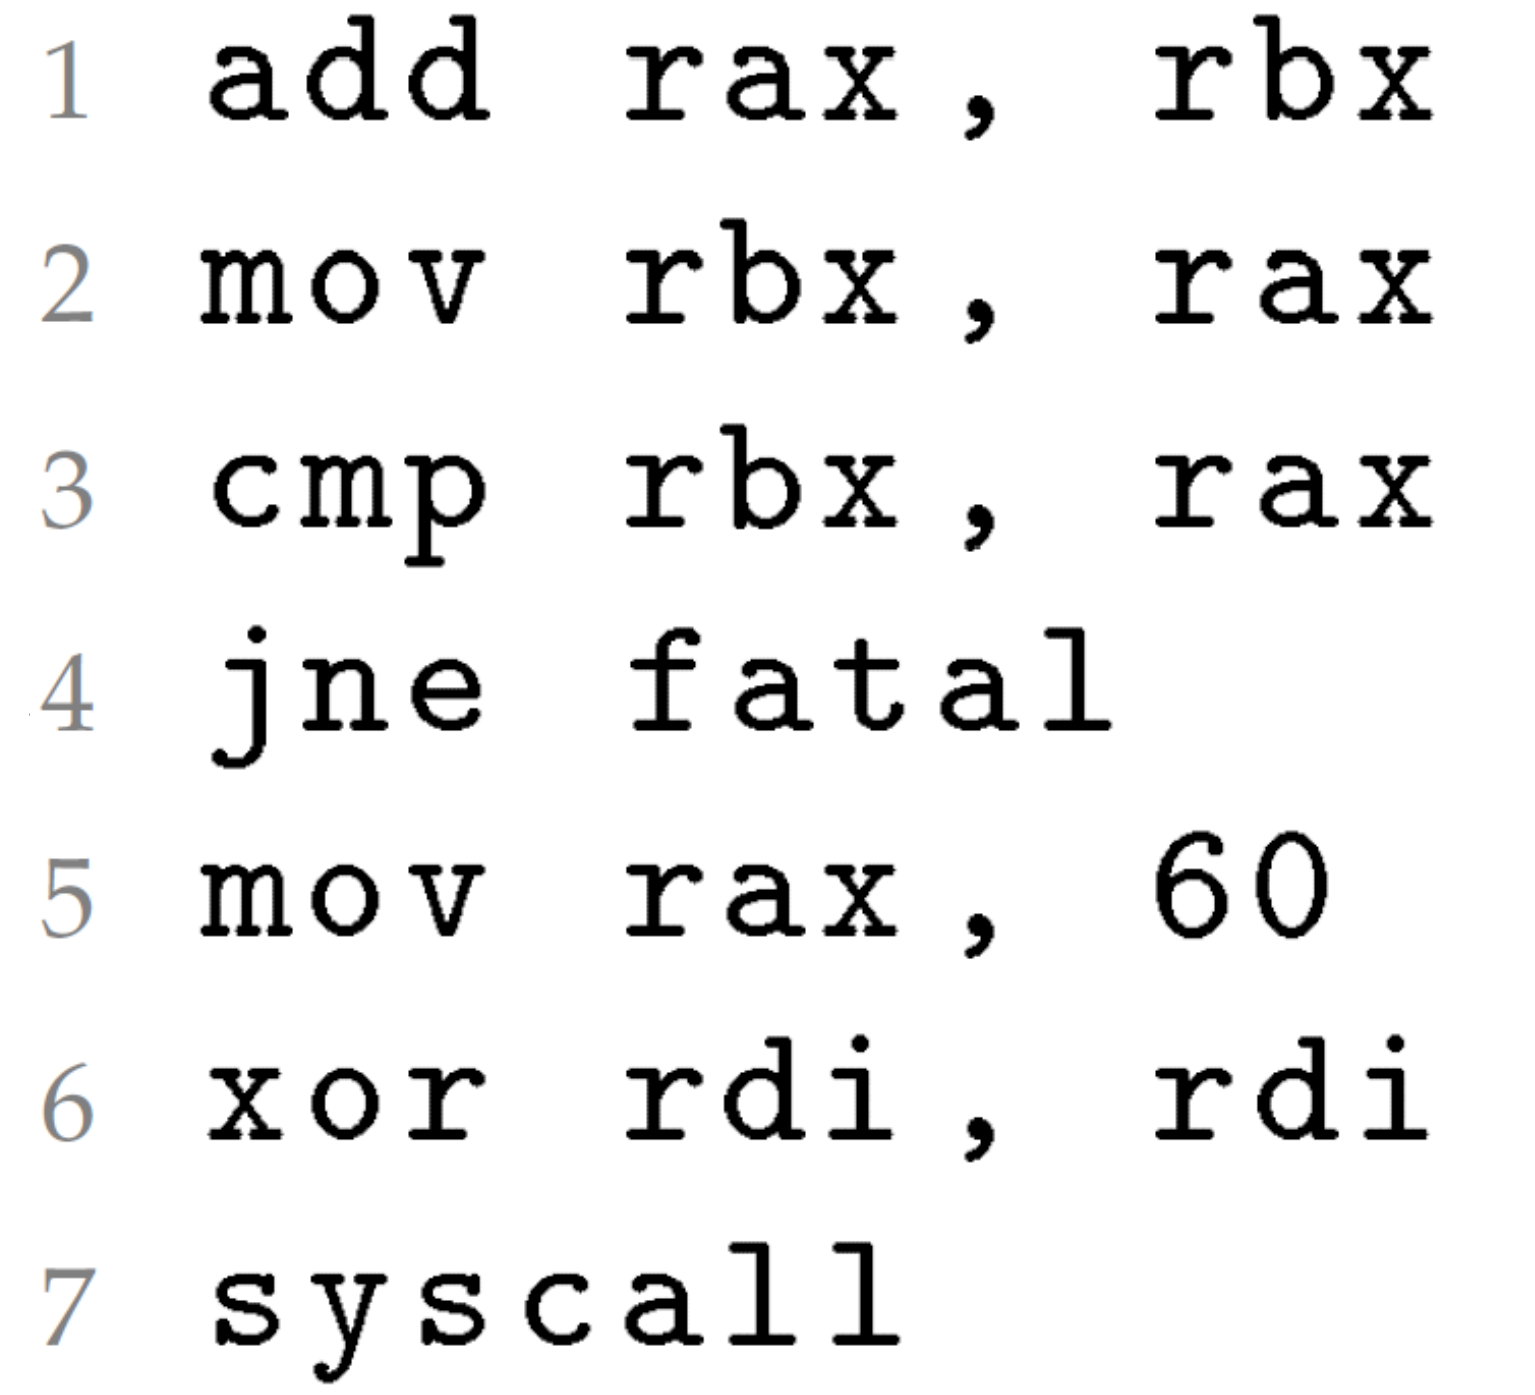 1 add rax, rbx
2 mov rbx, rax
3 cmp rbx, rax
4 jne fatal
5 mov rax, 60
6 xor rdi, rdi
7 syscall